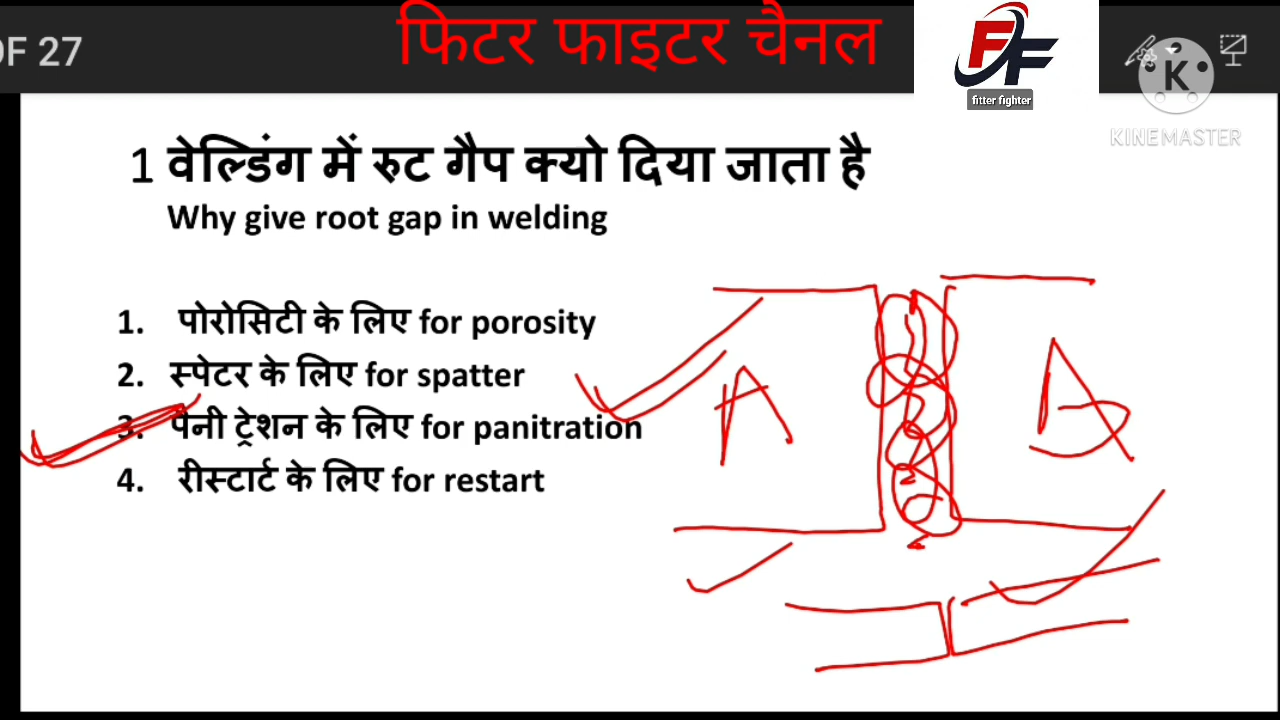 OF 27
फिटर फाइटर चैनल
FF
fitter fighter
K
KINEMASTER
1 वेल्डिंग में रुट गैप क्यो दिया जाता है
Why give root gap in welding
1. पोरोसिटी के लिए for porosity
2. स्पेटर के लिए for spatter
3. पेनी ट्रेशन के लिए for panitration
4. रीस्टार्ट के लिए for restart
A